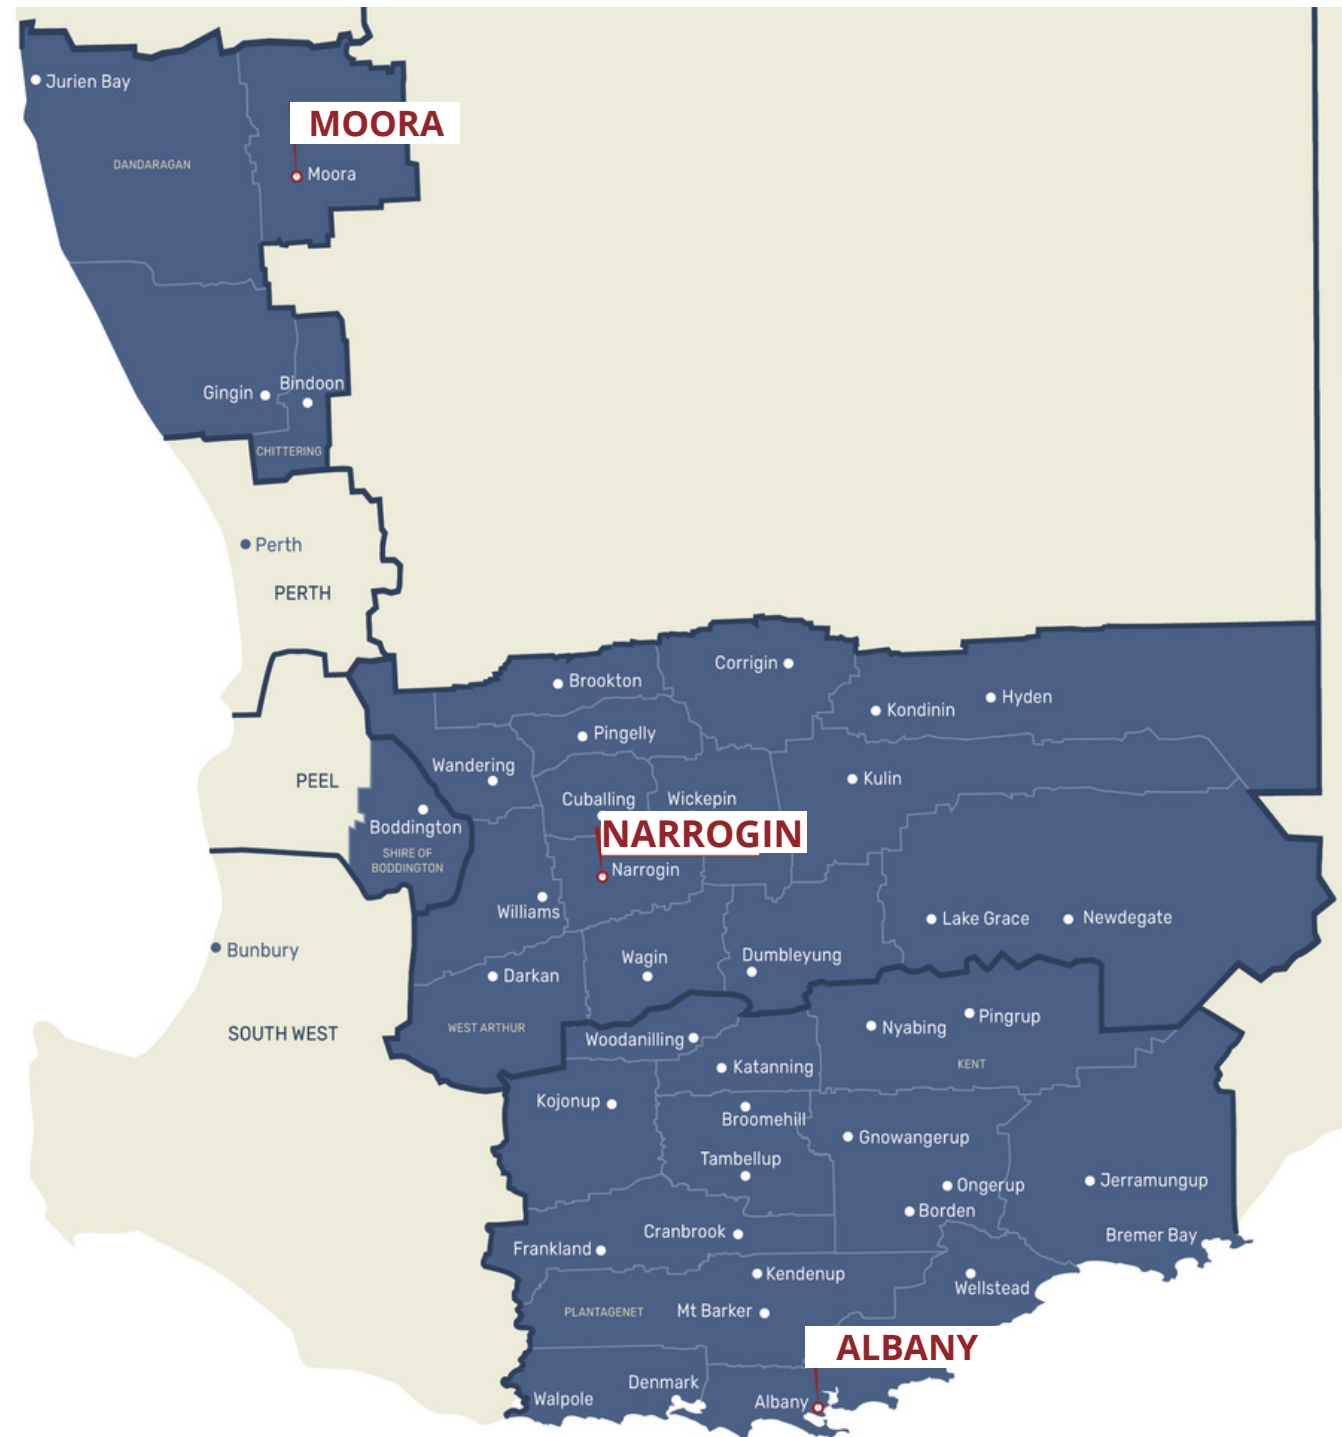 Jurien Bay
MOORA
DANDARAGAN
Moora
Gingin
Bindoon
CHITTERING
Perth
PERTH
Corrigin
Brookton
Hyden
Kondinin
Pingelly
Wandering
PEEL
Kulin
Cuballing
Wickepin
Boddington
NARROGIN
SHIRE OF
BODDINGTON
Narrogin
Williams
Lake Grace
Newdegate
Bunbury
Wagin
Dumbleyung
Darkan
SOUTH WEST
WEST ARTHUR
Woodanilling
Nyabing
Pingrup
Katanning
KENT
Kojonup
Broomehill
Gnowangerup
Tambellup
Ongerup
Jerramungup
Borden
Cranbrook
Bremer Bay
Frankland
Kendenup
Wellstead
PLANTAGENET
Mt Barker
ALBANY
Denmark
Walpole
Albany